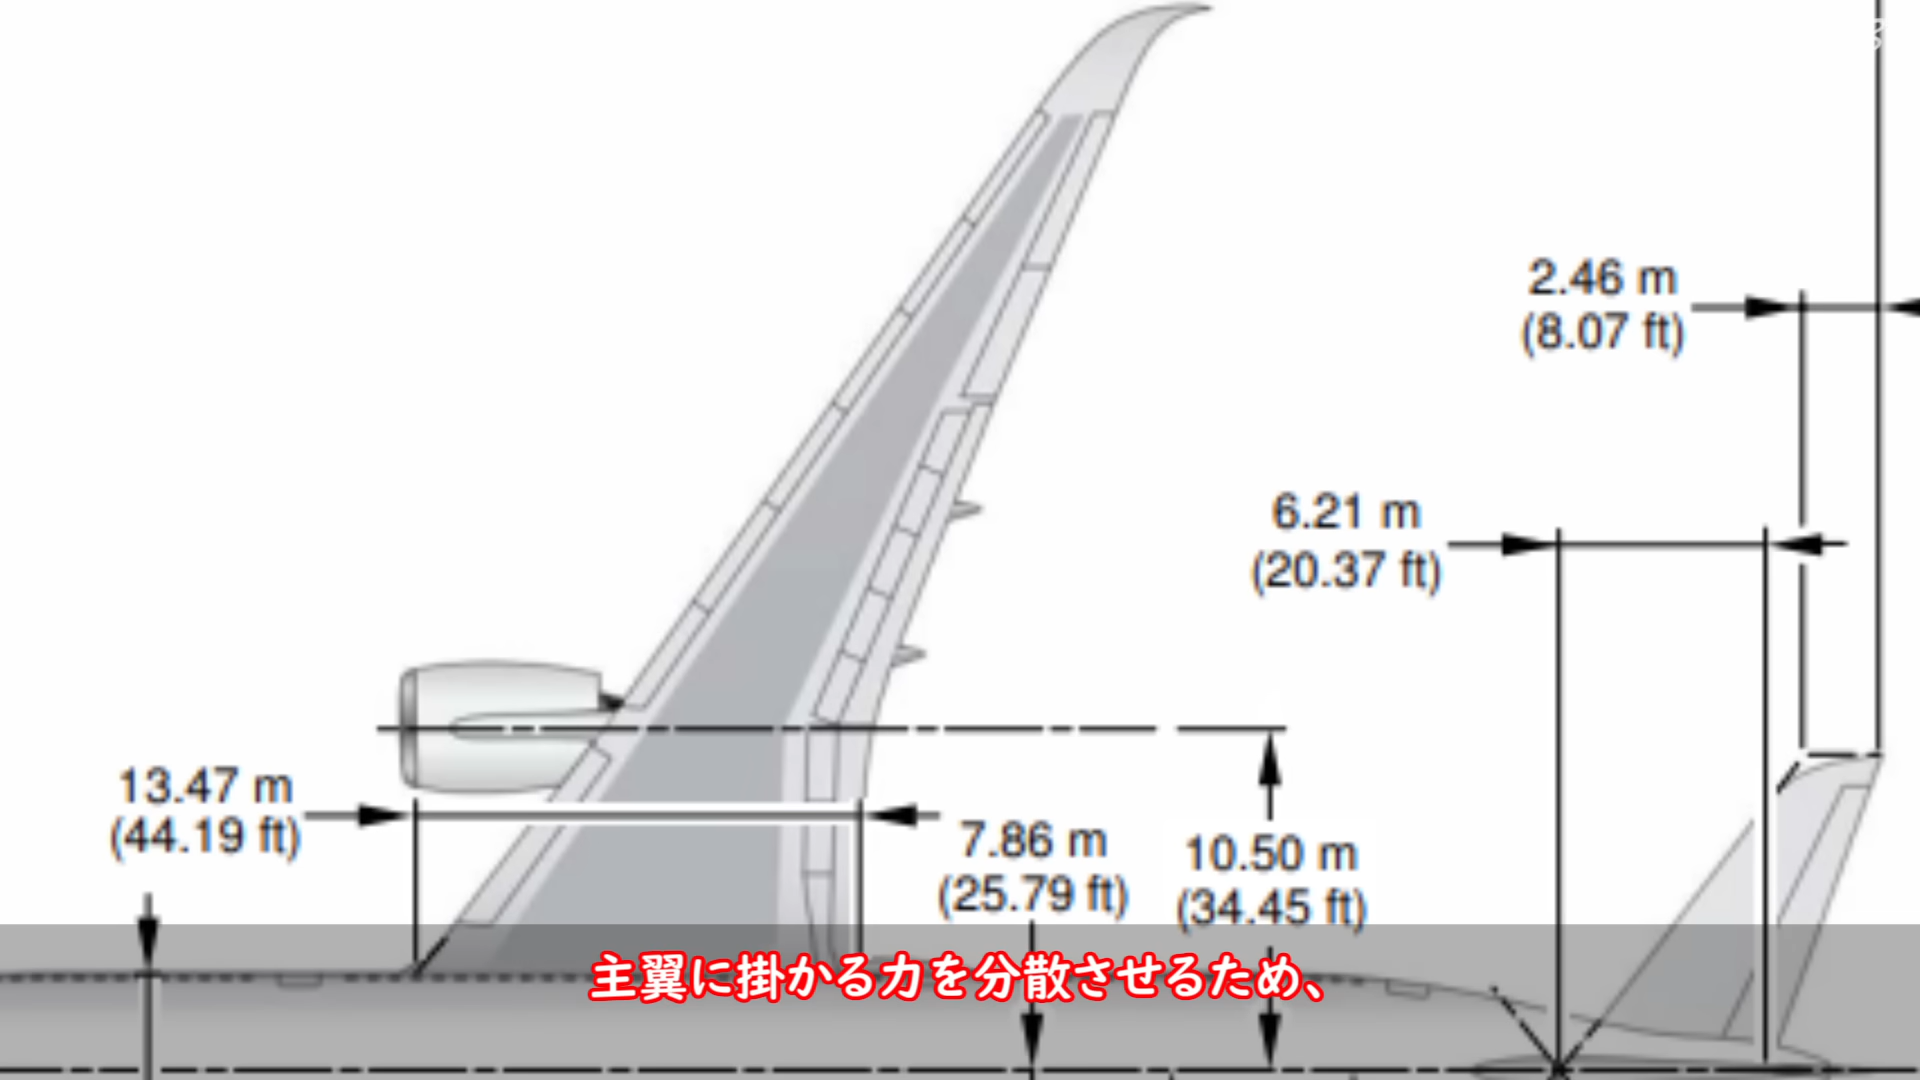 2.46 m
(8.07 ft)
6.21 m
(20.37 ft)
13.47 m
(44.19 ft)
7.86 m
(25.79 ft)
10.50 m
(34.45 ft)
主翼に掛かる力を分散させるため、